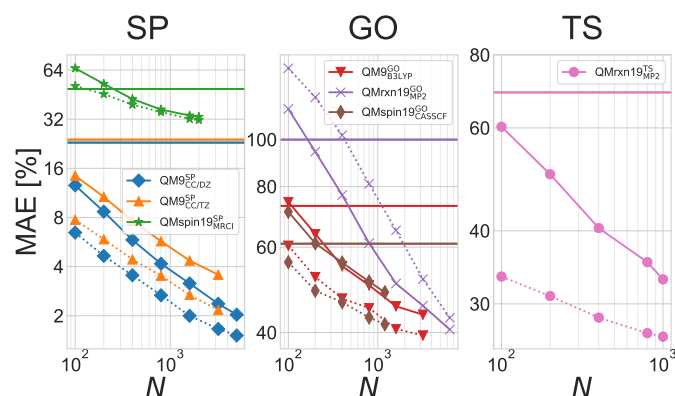 SP
GO
TS
MAE [%]
64
32
16
8
4
2
QM9^SP_CC/DZ
QM9^SP_CC/TZ
QMspin19^SP_MRCI
10^2
10^3
N
100
80
60
40
QM9^GO_B3LYP
QMrxn19^GO_MP2
QMspin19^GO_CASSCF
10^2
10^3
N
80
60
40
30
QMrxn19^TS_MP2
10^2
10^3
N